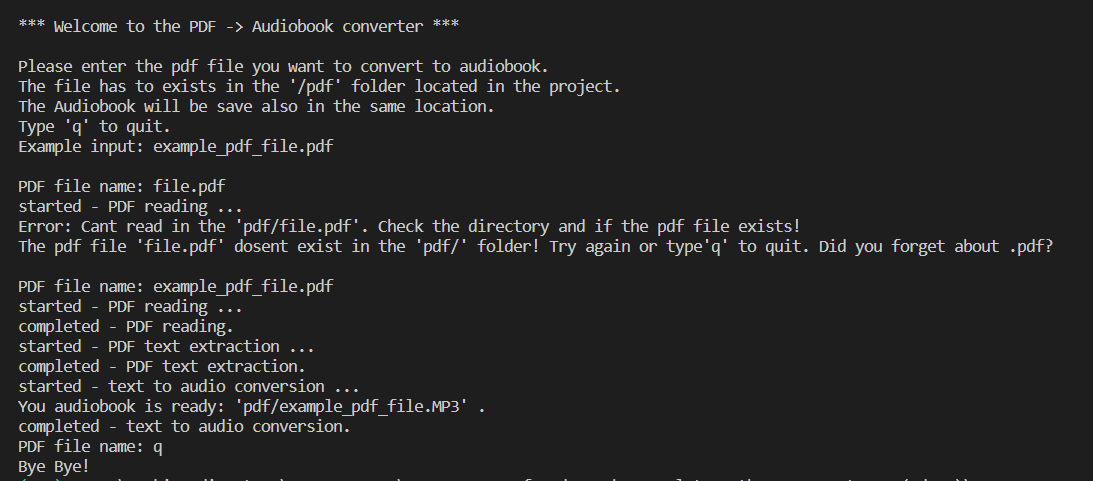 *** Welcome to the PDF -> Audiobook converter ***
Please enter the pdf file you want to convert to audiobook.
The file has to exists in the '/pdf' folder located in the project.
The Audiobook will be save also in the same location.
Type 'q' to quit.
Example input: example_pdf_file.pdf
PDF file name: file.pdf
started - PDF reading ...
Error: Cant read in the 'pdf/file.pdf'. Check the directory and if the pdf file exists!
The pdf file 'file.pdf' dosent exist in the 'pdf/' folder! Try again or type'q' to quit. Did you forget about .pdf?
PDF file name: example_pdf_file.pdf
started - PDF reading ...
completed - PDF reading.
started - PDF text extraction ...
completed - PDF text extraction.
started - text to audio conversion ...
You audiobook is ready: 'pdf/example_pdf_file.MP3' .
completed - text to audio conversion.
PDF file name: q
Bye Bye!